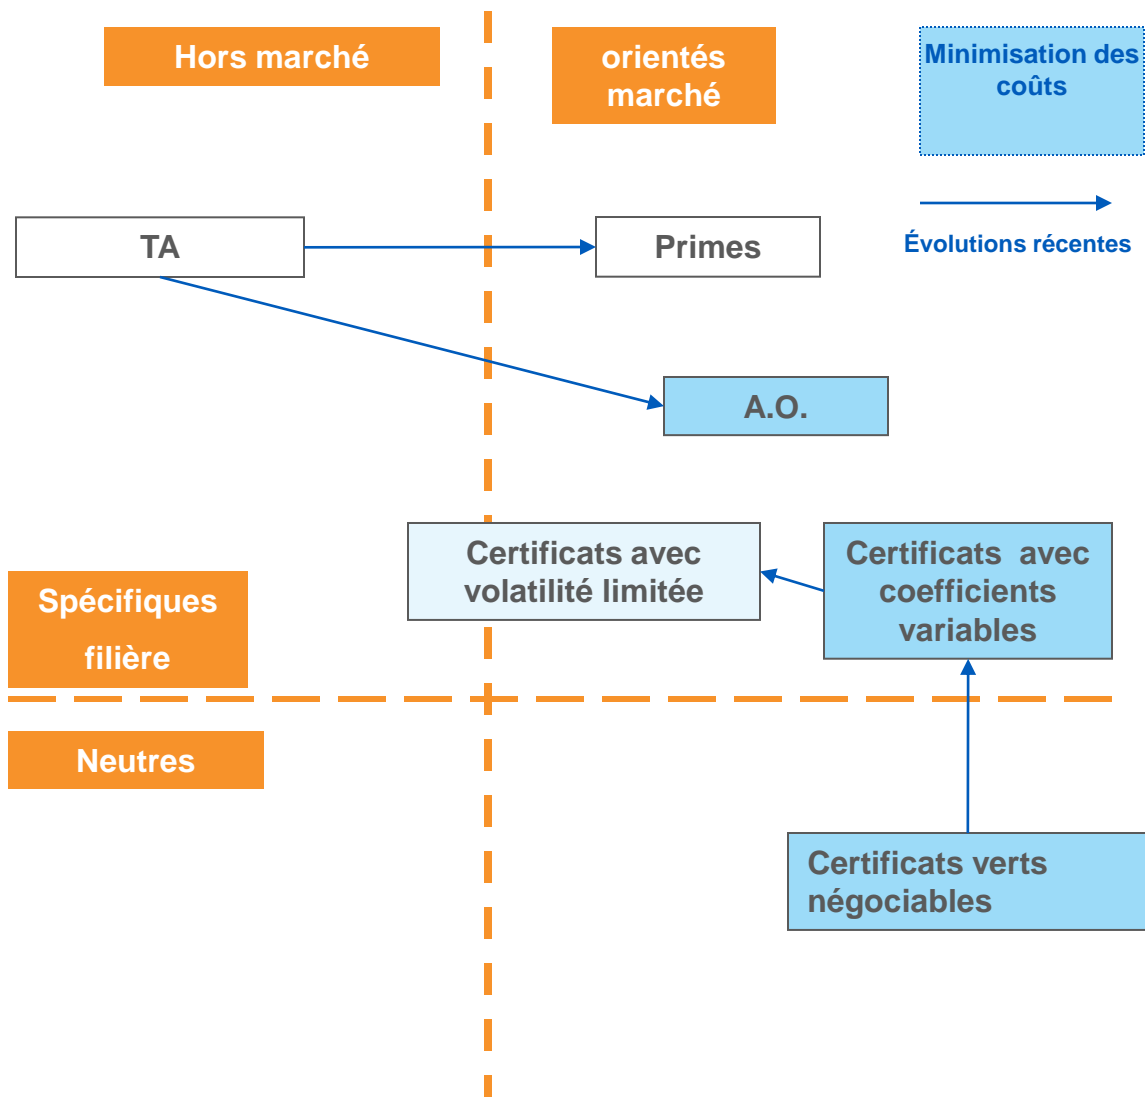 Hors marché
orientés
marché
Minimisation des
coûts
Évolutions récentes
TA
Primes
A.O.
Certificats avec
volatilité limitée
Certificats avec
coefficients
variables
Spécifiques
filière
Neutres
Certificats verts
négociables